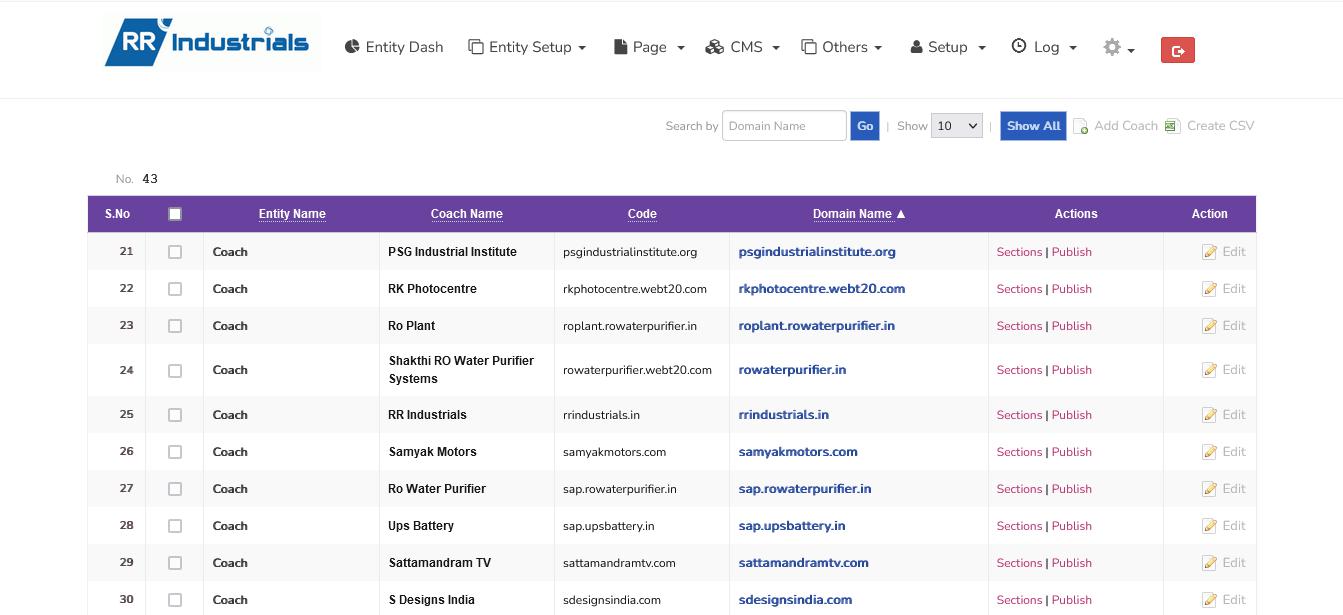 RR Industrials
Entity Dash Entity Setup Page CMS Others Setup Log
Search by Domain Name Go | Show 10 | Show All Add Coach Create CSV
No. 43
S.No Entity Name Coach Name Code Domain Name ▲ Actions Action
21 Coach PSG Industrial Institute psgindustrialinstitute.org psgindustrialinstitute.org Sections | Publish Edit
22 Coach RK Photocentre rkphotocentre.webt20.com rkphotocentre.webt20.com Sections | Publish Edit
23 Coach Ro Plant roplant.rowaterpurifier.in roplant.rowaterpurifier.in Sections | Publish Edit
24 Coach Shakthi RO Water Purifier Systems rowaterpurifier.webt20.com rowaterpurifier.in Sections | Publish Edit
25 Coach RR Industrials rrindustrials.in rrindustrials.in Sections | Publish Edit
26 Coach Samyak Motors samyakmotors.com samyakmotors.com Sections | Publish Edit
27 Coach Ro Water Purifier sap.rowaterpurifier.in sap.rowaterpurifier.in Sections | Publish Edit
28 Coach Ups Battery sap.upsbattery.in sap.upsbattery.in Sections | Publish Edit
29 Coach Sattamandram TV sattamandramtv.com sattamandramtv.com Sections | Publish Edit
30 Coach S Designs India sdesignsindia.com sdesignsindia.com Sections | Publish Edit